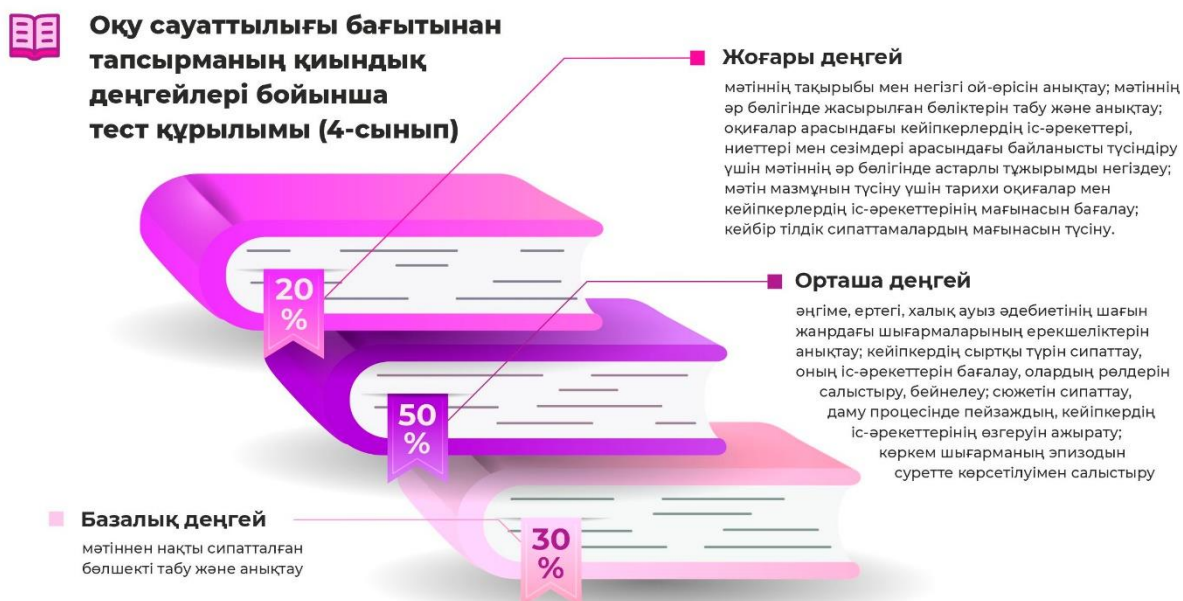 Оқу сауаттылығы бағытынан
тапсырманың қиындық
деңгейлері бойынша
тест құрылымы (4-сынып)
Жоғары деңгей
мәтіннің тақырыбы мен негізгі ой-өрісін анықтау; мәтіннің
әр бөлігінде жасырылған бөліктерін табу және анықтау;
оқиғалар арасындағы кейіпкерлердің іс-әрекеттері,
ниеттері мен сезімдері арасындағы байланысты түсіндіру
үшін мәтіннің әр бөлігінде астарлы тұжырымды негіздеу;
мәтін мазмұнын түсіну үшін тарихи оқиғалар мен
кейіпкерлердің іс-әрекеттерінің мағынасын бағалау;
кейбір тілдік сипаттамалардың мағынасын түсіну.
20
%
Орташа деңгей
әңгіме, ертегі, халық ауыз әдебиетінің шағын
жанрдағы шығармаларының ерекшеліктерін
анықтау; кейіпкердің сыртқы түрін сипаттау,
оның іс-әрекеттерін бағалау, олардың рөлдерін
салыстыру, бейнелеу; сюжетін сипаттау,
даму процесінде пейзаждың, кейіпкердің
іс-әрекеттерінің өзгеруін ажырату;
көркем шығарманың эпизодын
суретте көрсетілуімен салыстыру
50
%
Базалық деңгей
мәтіннен нақты сипатталған
бөлшекті табу және анықтау
30
%